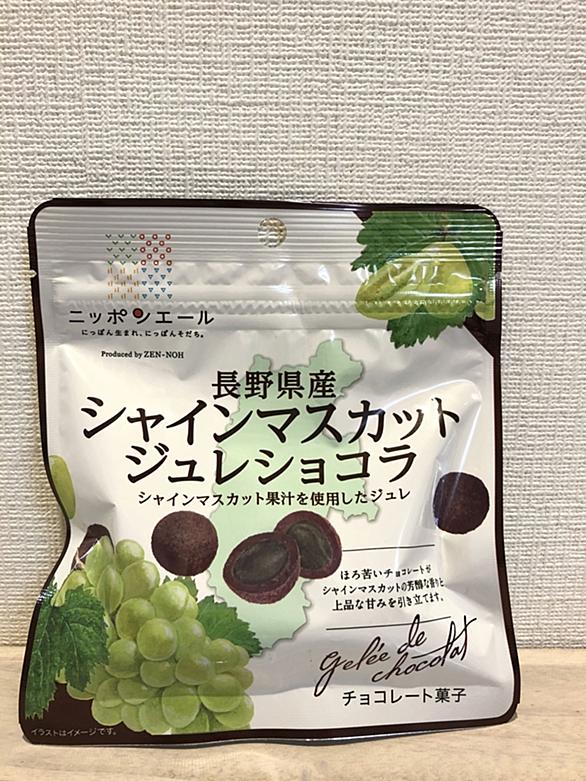 ニッポンエール
にっぽん生まれ、にっぽんそだち。
Produced by ZEN-NOH
長野県産
シャインマスカット
ジュレショコラ
シャインマスカット果汁を使用したジュレ
ほろ苦いチョコレートが
シャインマスカットの芳醇な香りと
上品な甘みを引き立てます。
Gelée de
chocolat
チョコレート菓子
イラストはイメージです。